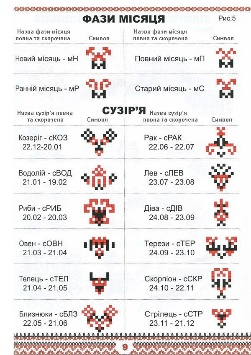 ФАЗИ МІСЯЦЯ
Рис.5
Назва фази місяця
повна та скорочена
Символ
Назва фази місяця
повна та скорочена
Символ
Новий місяць - мН
Повний місяць - мП
Ранній місяць - мР
Старий місяць - мС
СУЗІР'Я
Назва сузір'я
повна та скорочена
Символ
Назва сузір'я
повна та скорочена
Символ
Козеріг - сКОЗ
22.12-20.01
Рак - сРАК
22.06 - 22.07
Водолій - сВОД
21.01 - 19.02
Лев - сЛЕВ
23.07 - 23.08
Риби - сРИБ
20.02 - 20.03
Діва - сДІВ
24.08 - 23.09
Овен - сОВН
21.03 - 21.04
Терези - сТЕР
24.09 - 23.10
Телець - сТЕЛ
21.04 - 21.05
Скорпіон - сСКР
24.10 - 22.11
Близнюки - сБЛЗ
22.05 - 21.06
Стрілець - сСТР
23.11 - 21.12
9